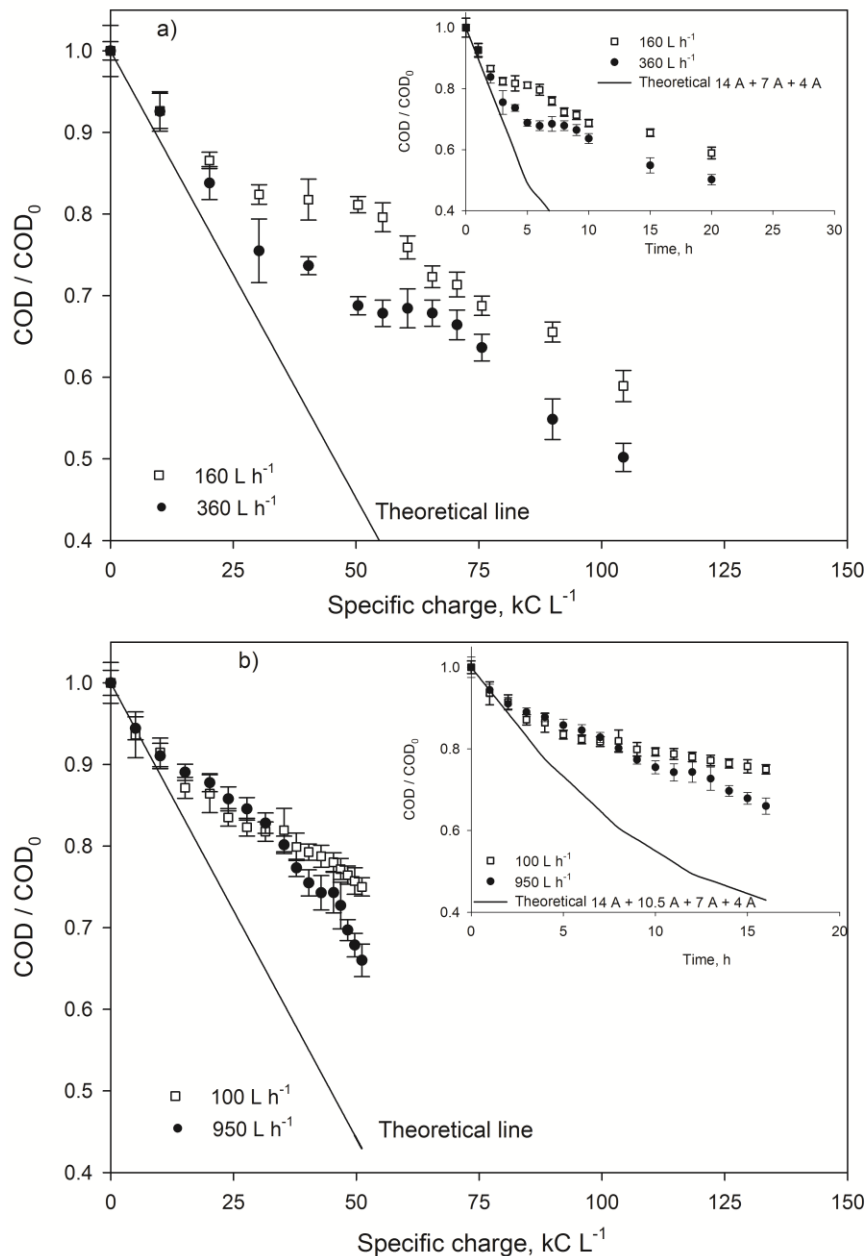 a)
COD / COD₀
1.0
0.9
0.8
0.7
0.6
0.5
0.4
160 L h⁻¹
360 L h⁻¹
Theoretical line
0 25 50 75 100 125 150
Specific charge, kC L⁻¹
COD / COD₀
1.0
0.8
0.6
0.4
160 L h⁻¹
360 L h⁻¹
Theoretical 14 A + 7 A + 4 A
0 5 10 15 20 25 30
Time, h
b)
COD / COD₀
1.0
0.9
0.8
0.7
0.6
0.5
0.4
100 L h⁻¹
950 L h⁻¹
Theoretical line
0 25 50 75 100 125 150
Specific charge, kC L⁻¹
COD / COD₀
1.0
0.8
0.6
0.4
100 L h⁻¹
950 L h⁻¹
Theoretical 14 A + 10.5 A + 7 A + 4 A
0 5 10 15 20
Time, h